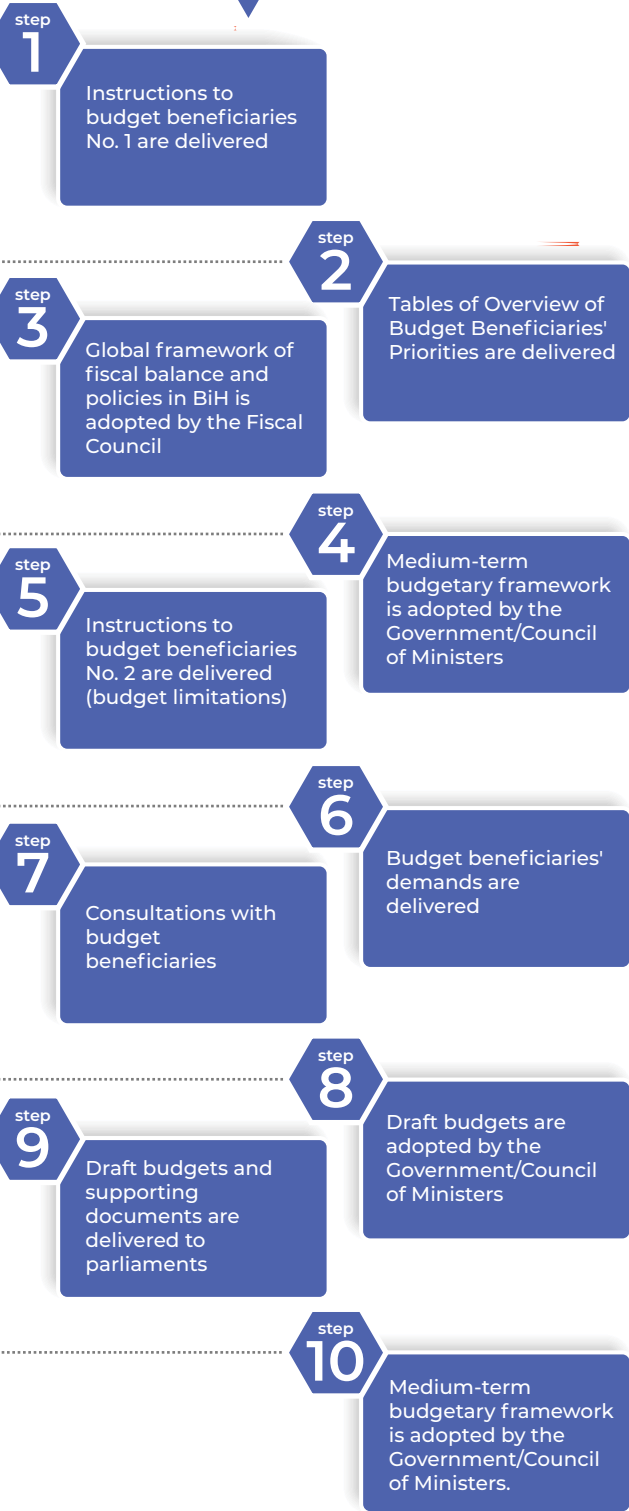 step
1
Instructions to
budget beneficiaries
No. 1 are delivered
step
2
Tables of Overview of
Budget Beneficiaries'
Priorities are delivered
step
3
Global framework of
fiscal balance and
policies in BiH is
adopted by the Fiscal
Council
step
4
Medium-term
budgetary framework
is adopted by the
Government/Council
of Ministers
step
5
Instructions to
budget beneficiaries
No. 2 are delivered
(budget limitations)
step
6
Budget beneficiaries'
demands are
delivered
step
7
Consultations with
budget
beneficiaries
step
8
Draft budgets are
adopted by the
Government/Council
of Ministers
step
9
Draft budgets and
supporting
documents are
delivered to
parliaments
step
10
Medium-term
budgetary framework
is adopted by the
Government/Council
of Ministers.